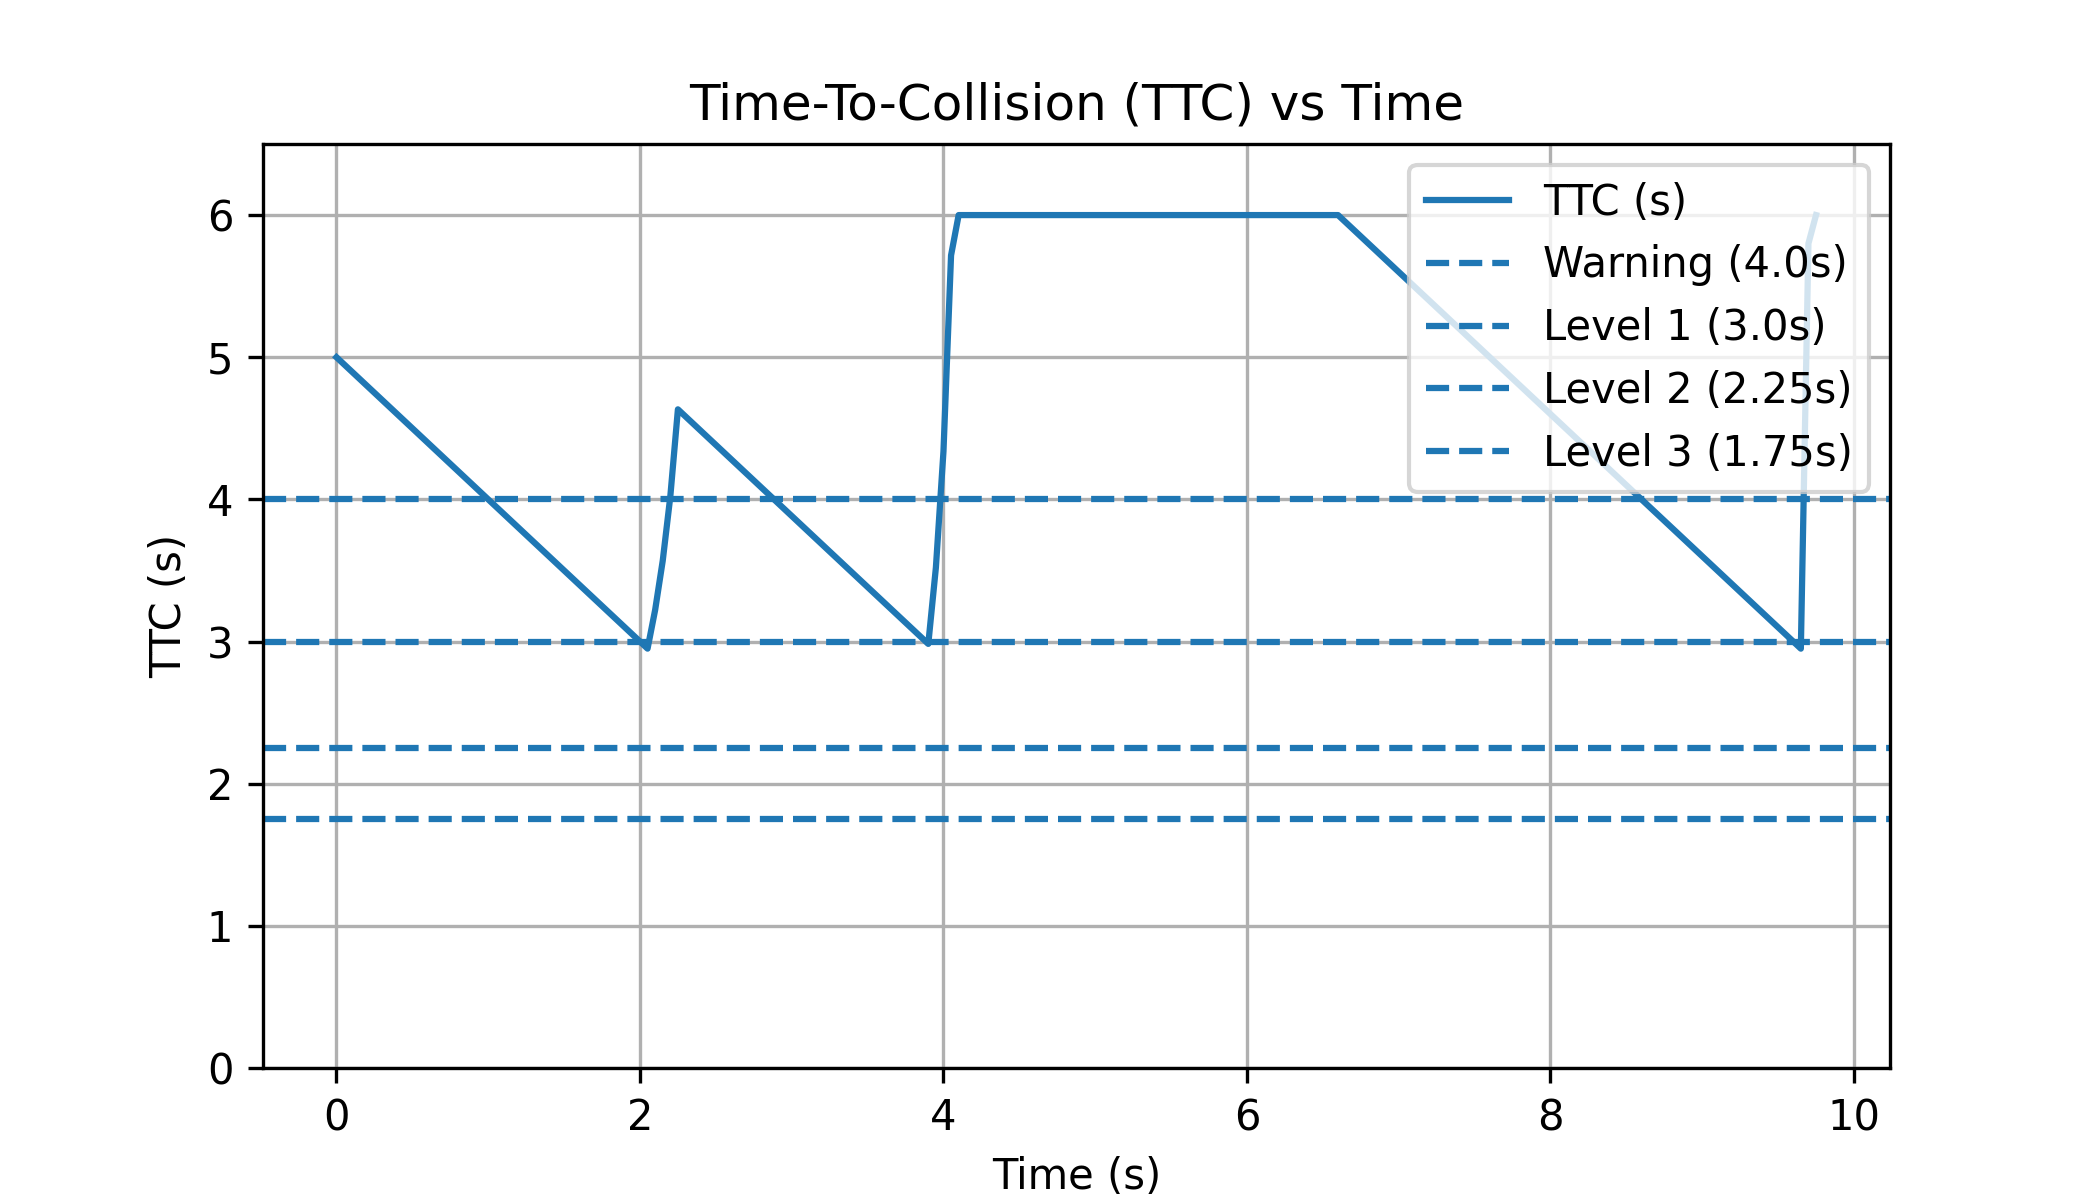 Time-To-Collision (TTC) vs Time
TTC (s)
Warning (4.0s)
Level 1 (3.0s)
Level 2 (2.25s)
Level 3 (1.75s)
TTC (s)
6
5
4
3
2
1
0
0 2 4 6 8 10
Time (s)